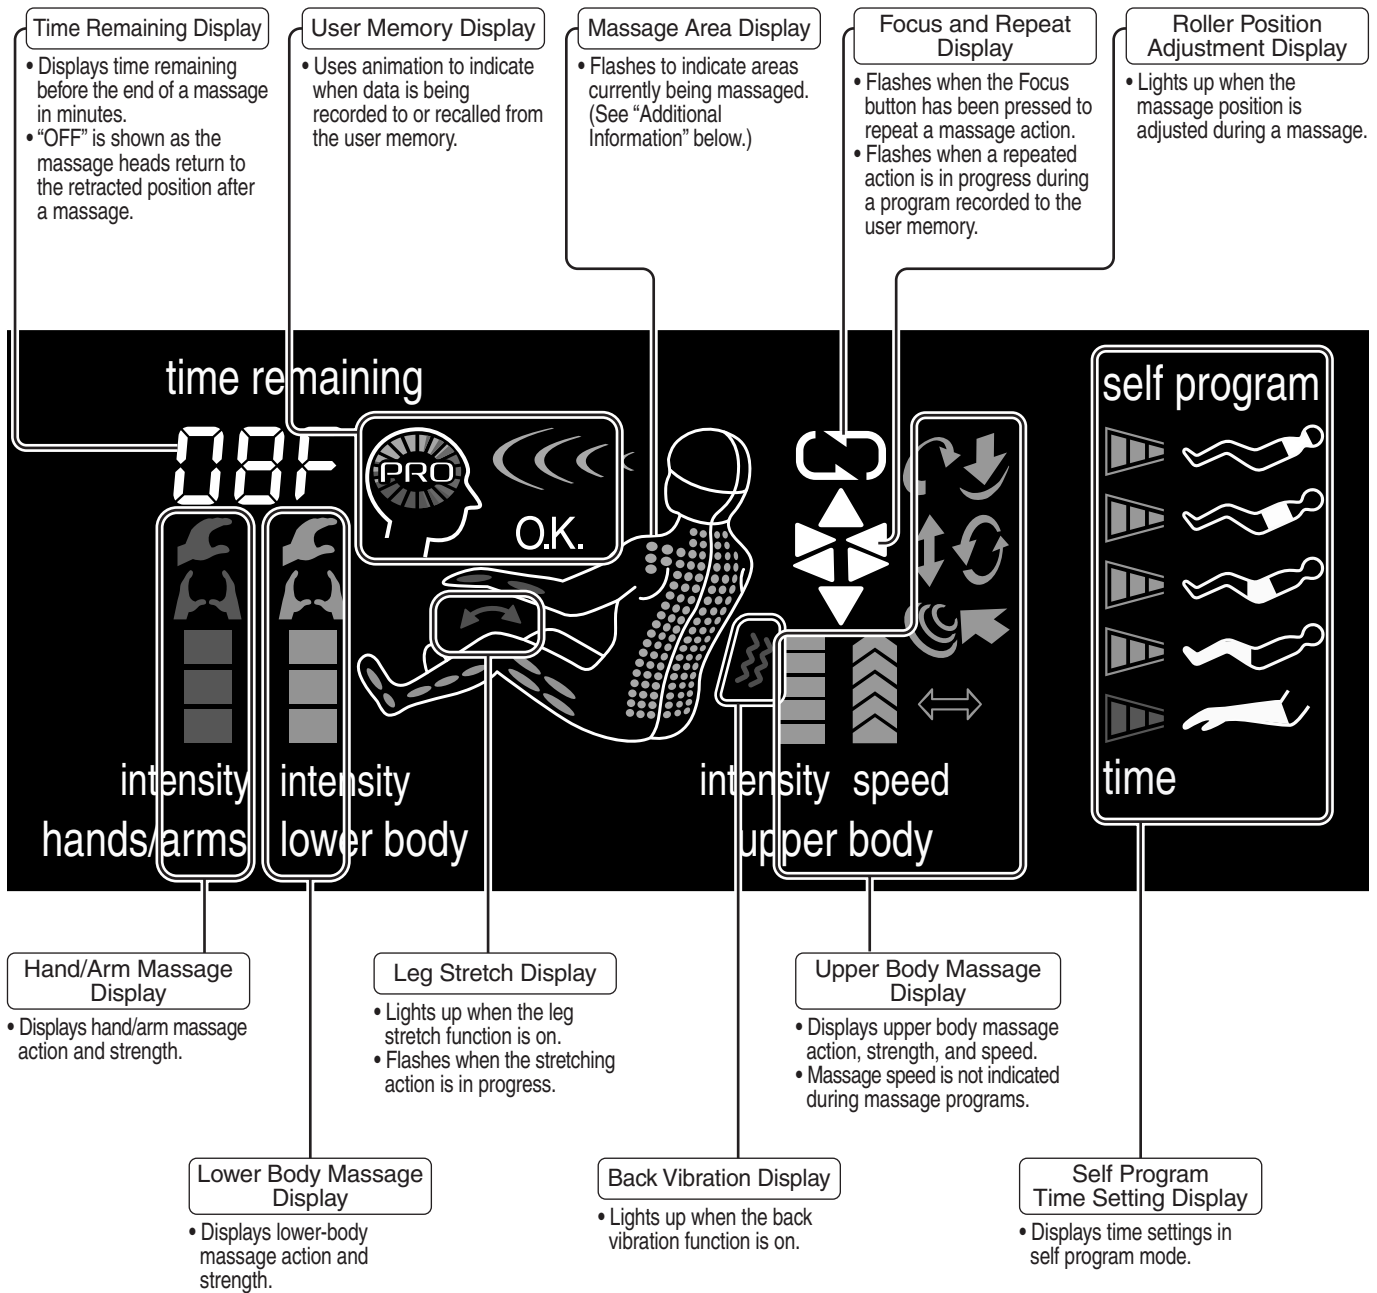 Time Remaining Display
• Displays time remaining
before the end of a massage
in minutes.
• “OFF” is shown as the
massage heads return to
the retracted position after
a massage.
User Memory Display
• Uses animation to indicate
when data is being
recorded to or recalled from
the user memory.
Massage Area Display
• Flashes to indicate areas
currently being massaged.
(See “Additional
Information” below.)
Focus and Repeat
Display
• Flashes when the Focus
button has been pressed to
repeat a massage action.
• Flashes when a repeated
action is in progress during
a program recorded to the
user memory.
Roller Position
Adjustment Display
• Lights up when the
massage position is
adjusted during a massage.
time remaining
08F
PRO
O.K.
self program
intensity
hands/arms
intensity
lower body
intensity speed
upper body
time
Hand/Arm Massage
Display
• Displays hand/arm massage
action and strength.
Leg Stretch Display
• Lights up when the leg
stretch function is on.
• Flashes when the stretching
action is in progress.
Upper Body Massage
Display
• Displays upper body massage
action, strength, and speed.
• Massage speed is not indicated
during massage programs.
Lower Body Massage
Display
• Displays lower-body
massage action and
strength.
Back Vibration Display
• Lights up when the back
vibration function is on.
Self Program
Time Setting Display
• Displays time settings in
self program mode.